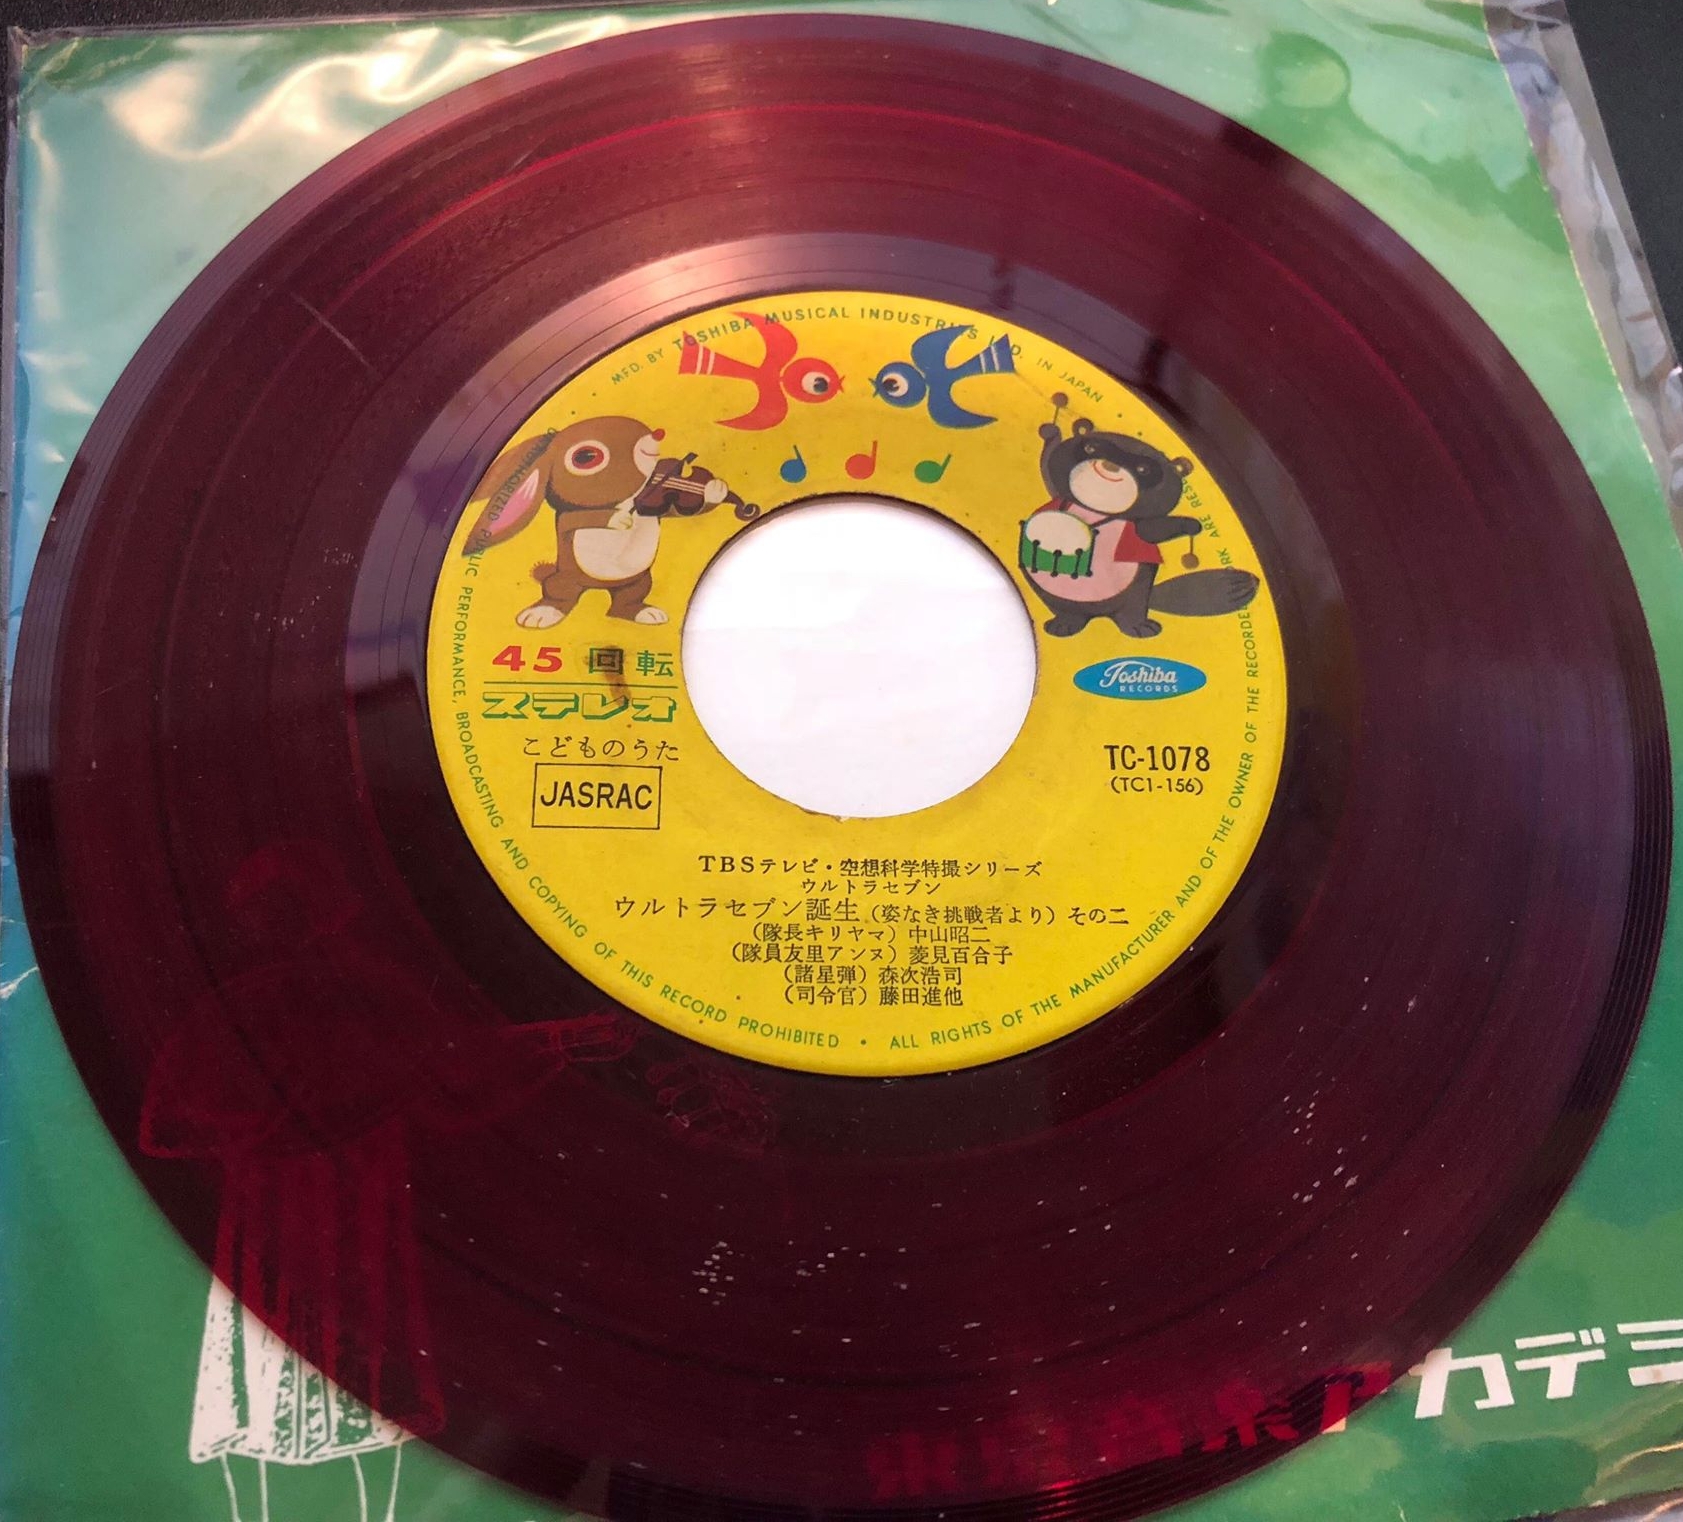 MFD. BY TOSHIBA MUSICAL INDUSTRIES LTD. IN JAPAN
45 回転
ステレオ
こどものうた
JASRAC
Toshiba
RECORDS
TC-1078
(TC1-156)
TBSテレビ・空想科学特撮シリーズ
ウルトラセブン
ウルトラセブン誕生（姿なき挑戦者より）その二
（隊長キリヤマ）中山昭二
（隊員友里アンヌ）菱見百合子
（諸星弾）森次浩司
（司令官）藤田進他
UNAUTHORIZED PUBLIC PERFORMANCE, BROADCASTING AND COPYING OF THIS RECORD PROHIBITED • ALL RIGHTS OF THE MANUFACTURER AND OF THE OWNER OF THE RECORDED WORK ARE RESERVED
アカデミ